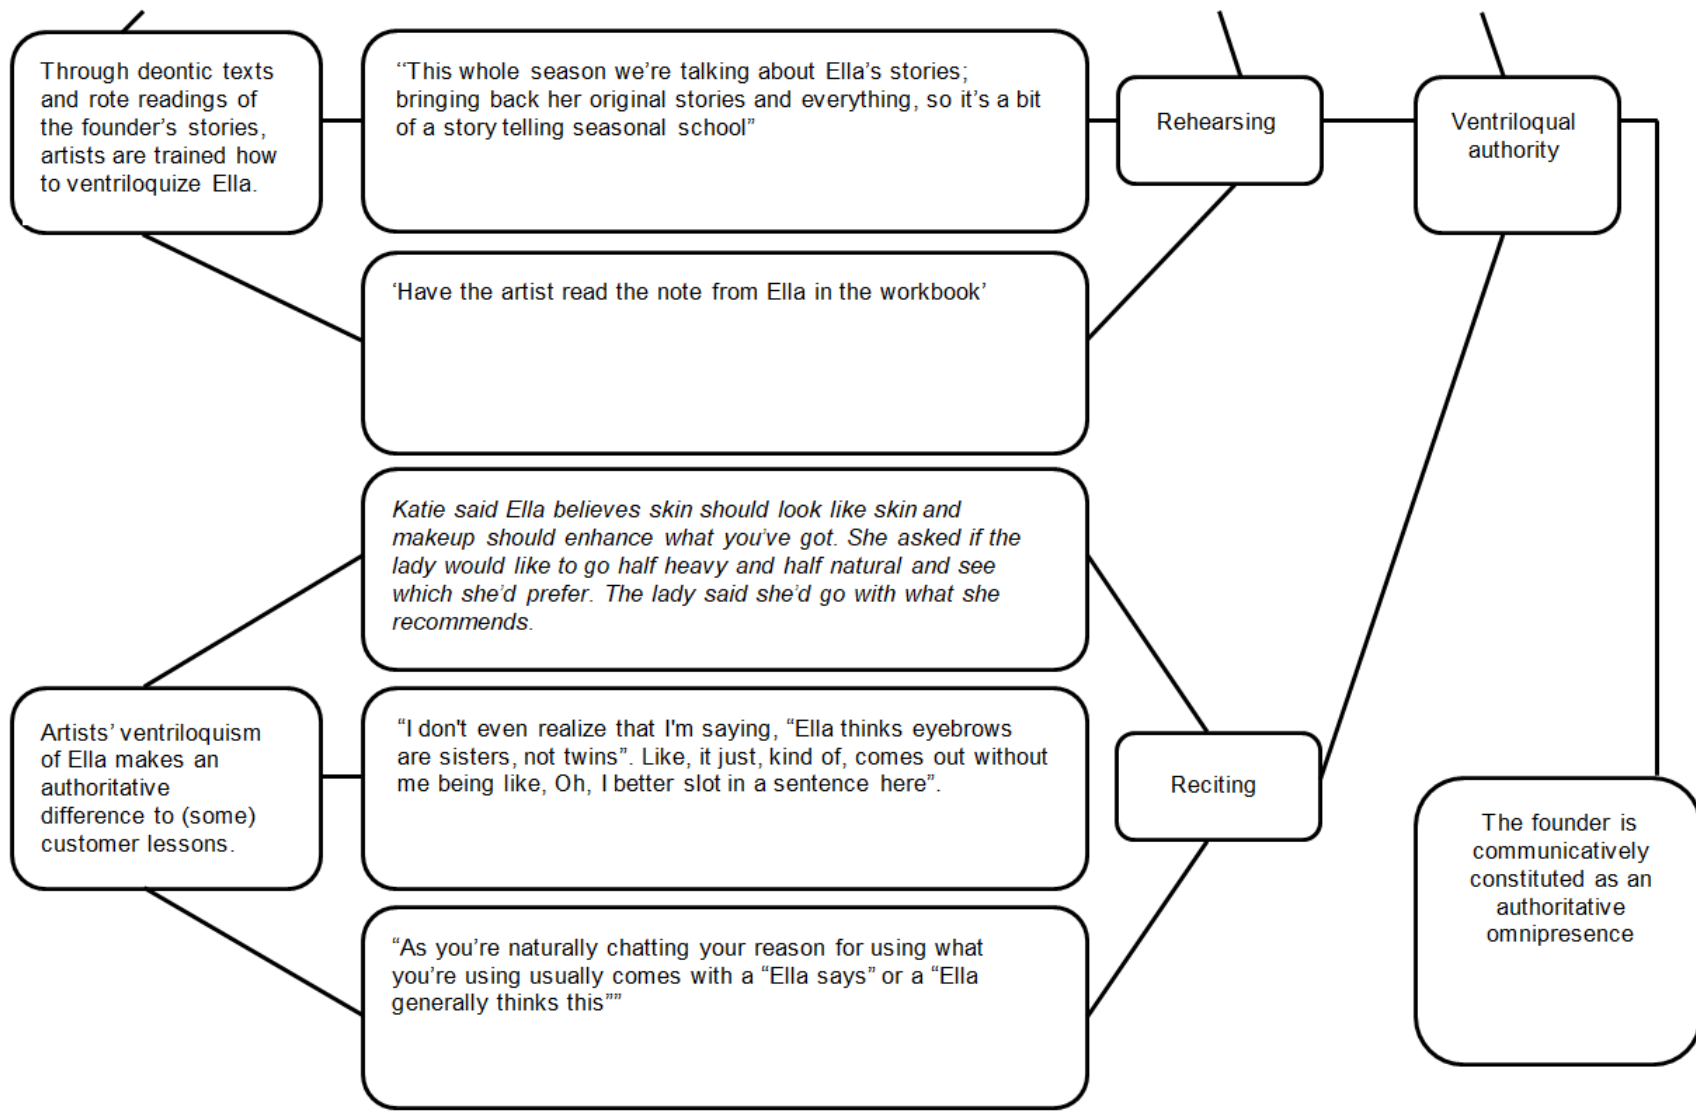 Through deontic texts
and rote readings of
the founder’s stories,
artists are trained how
to ventriloquize Ella.
‘‘This whole season we’re talking about Ella’s stories;
bringing back her original stories and everything, so it’s a bit
of a story telling seasonal school”
Rehearsing
Ventriloqual
authority
‘Have the artist read the note from Ella in the workbook’
Katie said Ella believes skin should look like skin and
makeup should enhance what you’ve got. She asked if the
lady would like to go half heavy and half natural and see
which she’d prefer. The lady said she’d go with what she
recommends.
Artists’ ventriloquism
of Ella makes an
authoritative
difference to (some)
customer lessons.
“I don't even realize that I'm saying, “Ella thinks eyebrows
are sisters, not twins”. Like, it just, kind of, comes out without
me being like, Oh, I better slot in a sentence here”.
Reciting
The founder is
communicatively
constituted as an
authoritative
omnipresence
“As you’re naturally chatting your reason for using what
you’re using usually comes with a “Ella says” or a “Ella
generally thinks this””